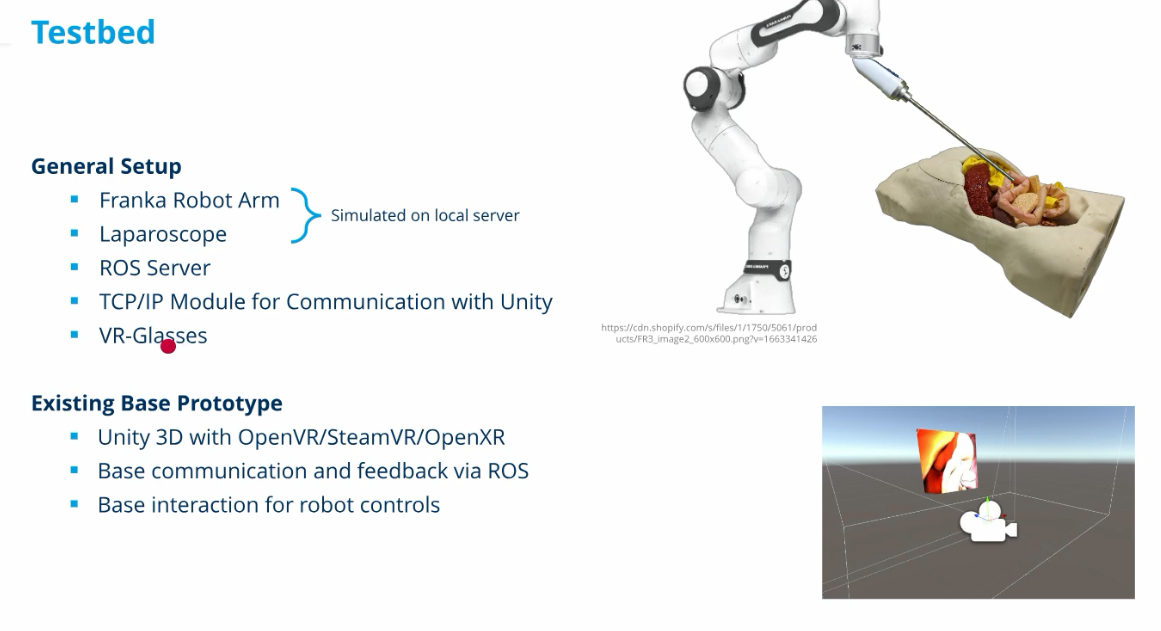 Testbed
General Setup
Franka Robot Arm
Simulated on local server
Laparoscope
ROS Server
TCP/IP Module for Communication with Unity
VR-Glasses
https://cdn.shopify.com/s/files/1/1750/5061/prod
ucts/FR3_image2_600x600.png?v=1663341426
Existing Base Prototype
Unity 3D with OpenVR/SteamVR/OpenXR
Base communication and feedback via ROS
Base interaction for robot controls